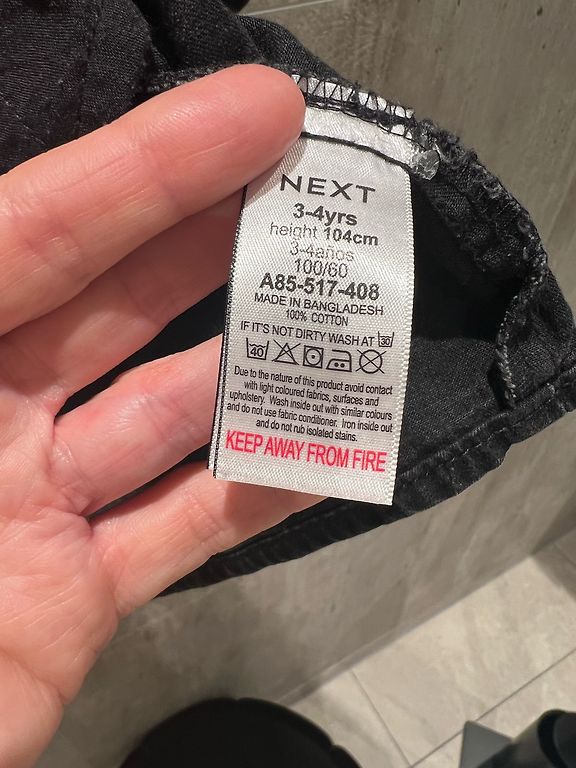 NEXT
3-4yrs
height 104cm
3-4años
100/60
A85-517-408
MADE IN BANGLADESH
100% COTTON
IF IT'S NOT DIRTY WASH AT 30
40
Due to the nature of this product avoid contact
with light coloured fabrics, surfaces and
upholstery. Wash inside out with similar colours
and do not use fabric conditioner. Iron inside out
and do not rub isolated stains.
KEEP AWAY FROM FIRE